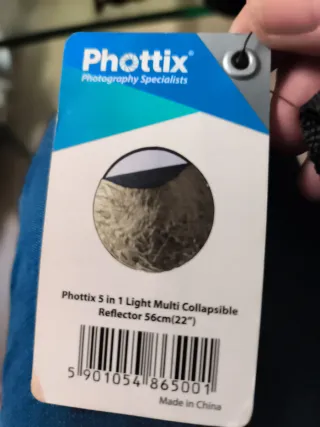 Phottix®
Photography Specialists
Phottix 5 in 1 Light Multi Collapsible
Reflector 56cm(22")
5 901054 865001
Made in China